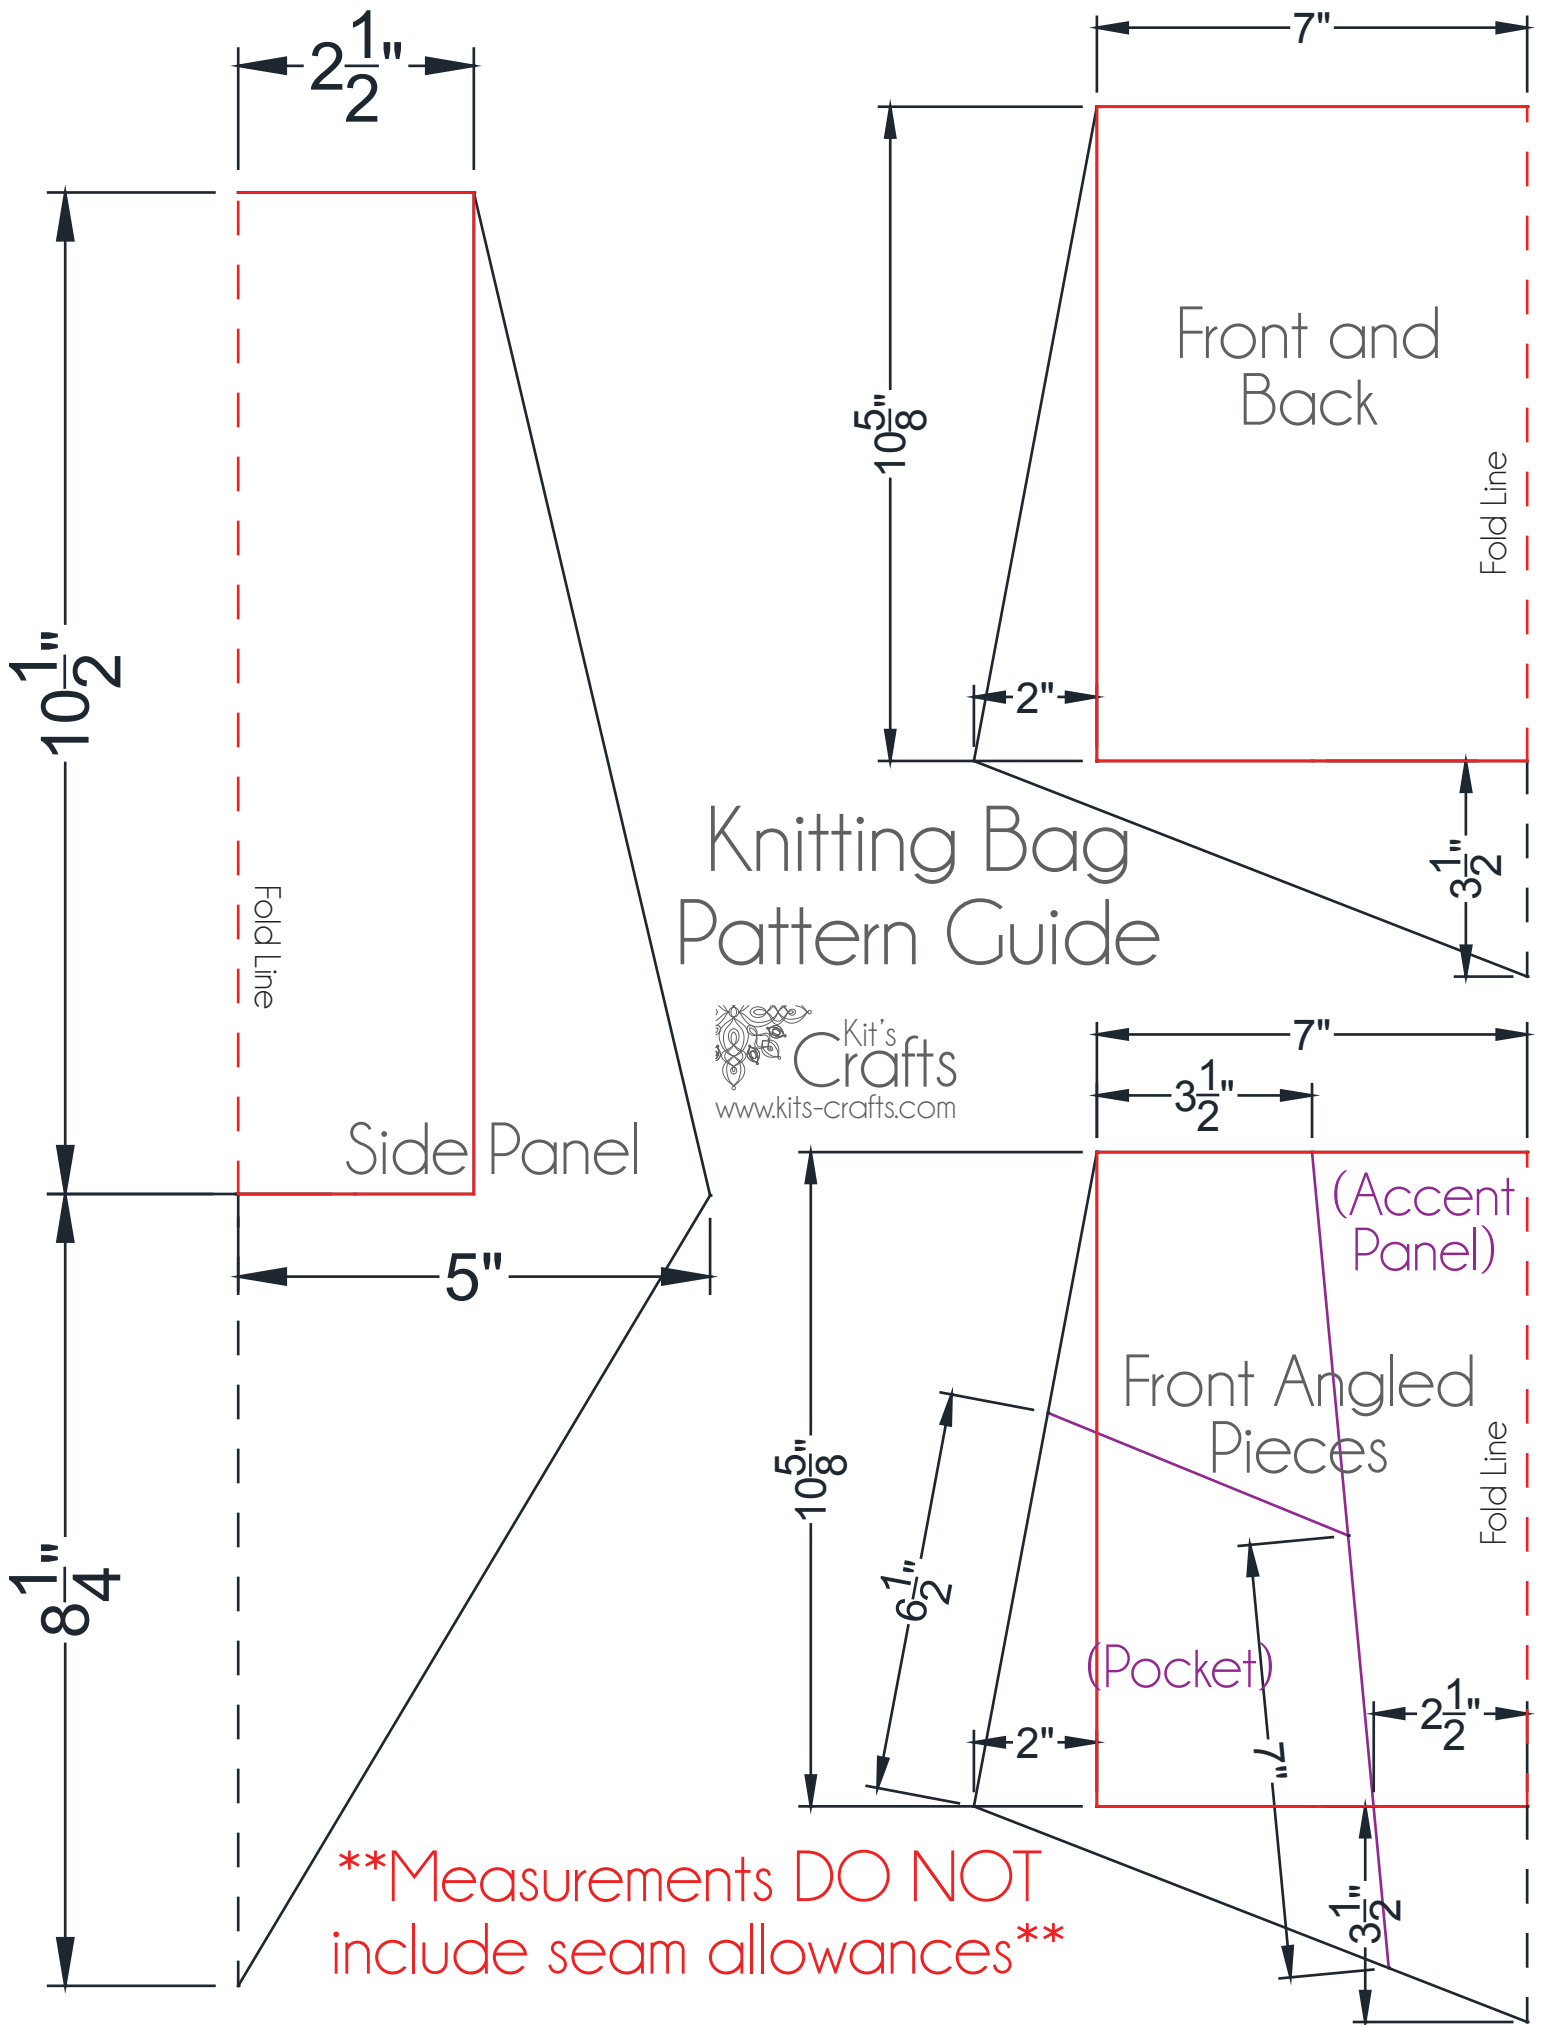 2 1/2"
10 1/2"
Fold Line
Side Panel
5"
8 1/4"
7"
10 5/8"
Front and
Back
Fold Line
2"
3 1/2"
Knitting Bag
Pattern Guide
Kit's
Crafts
www.kits-crafts.com
7"
3 1/2"
(Accent
Panel)
10 5/8"
Front Angled
Pieces
Fold Line
6 1/2"
(Pocket)
7"
2 1/2"
2"
3 1/2"
**Measurements DO NOT
include seam allowances**